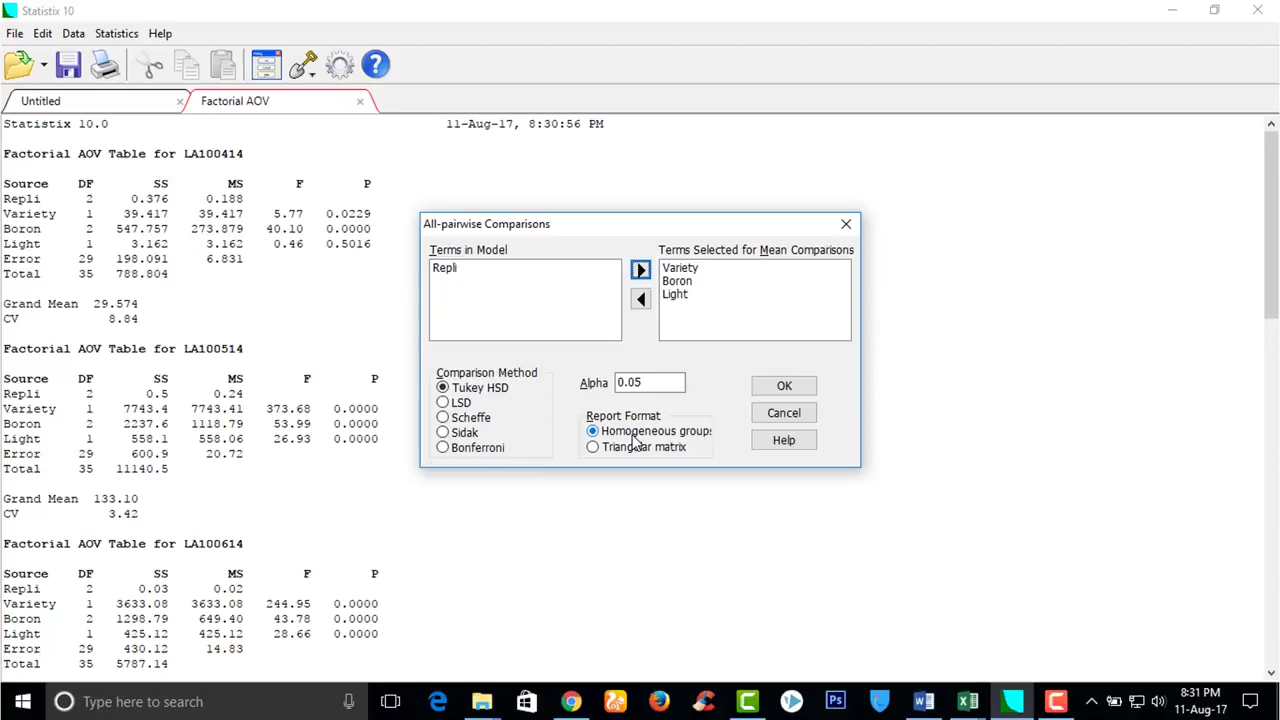 Statistix 10
File Edit Data Statistics Help
Untitled Factorial AOV
Statistix 10.0 11-Aug-17, 8:30:56 PM
Factorial AOV Table for LA100414
Source DF SS MS F P
Repli 2 0.376 0.188
Variety 1 39.417 39.417 5.77 0.0229
Boron 2 547.757 273.879 40.10 0.0000
Light 1 3.162 3.162 0.46 0.5016
Error 29 198.091 6.831
Total 35 788.804
Grand Mean 29.574
CV 8.84
Factorial AOV Table for LA100514
Source DF SS MS F P
Repli 2 0.5 0.24
Variety 1 7743.4 7743.41 373.68 0.0000
Boron 2 2237.6 1118.79 53.99 0.0000
Light 1 558.1 558.06 26.93 0.0000
Error 29 600.9 20.72
Total 35 11140.5
Grand Mean 133.10
CV 3.42
Factorial AOV Table for LA100614
Source DF SS MS F P
Repli 2 0.03 0.02
Variety 1 3633.08 3633.08 244.95 0.0000
Boron 2 1298.79 649.40 43.78 0.0000
Light 1 425.12 425.12 28.66 0.0000
Error 29 430.12 14.83
Total 35 5787.14
All-pairwise Comparisons
Terms in Model
Repli
Terms Selected for Mean Comparisons
Variety
Boron
Light
Comparison Method
Tukey HSD
LSD
Scheffe
Sidak
Bonferroni
Alpha 0.05
Report Format
Homogeneous groups
Triangular matrix
OK
Cancel
Help
Type here to search
8:31 PM
11-Aug-17